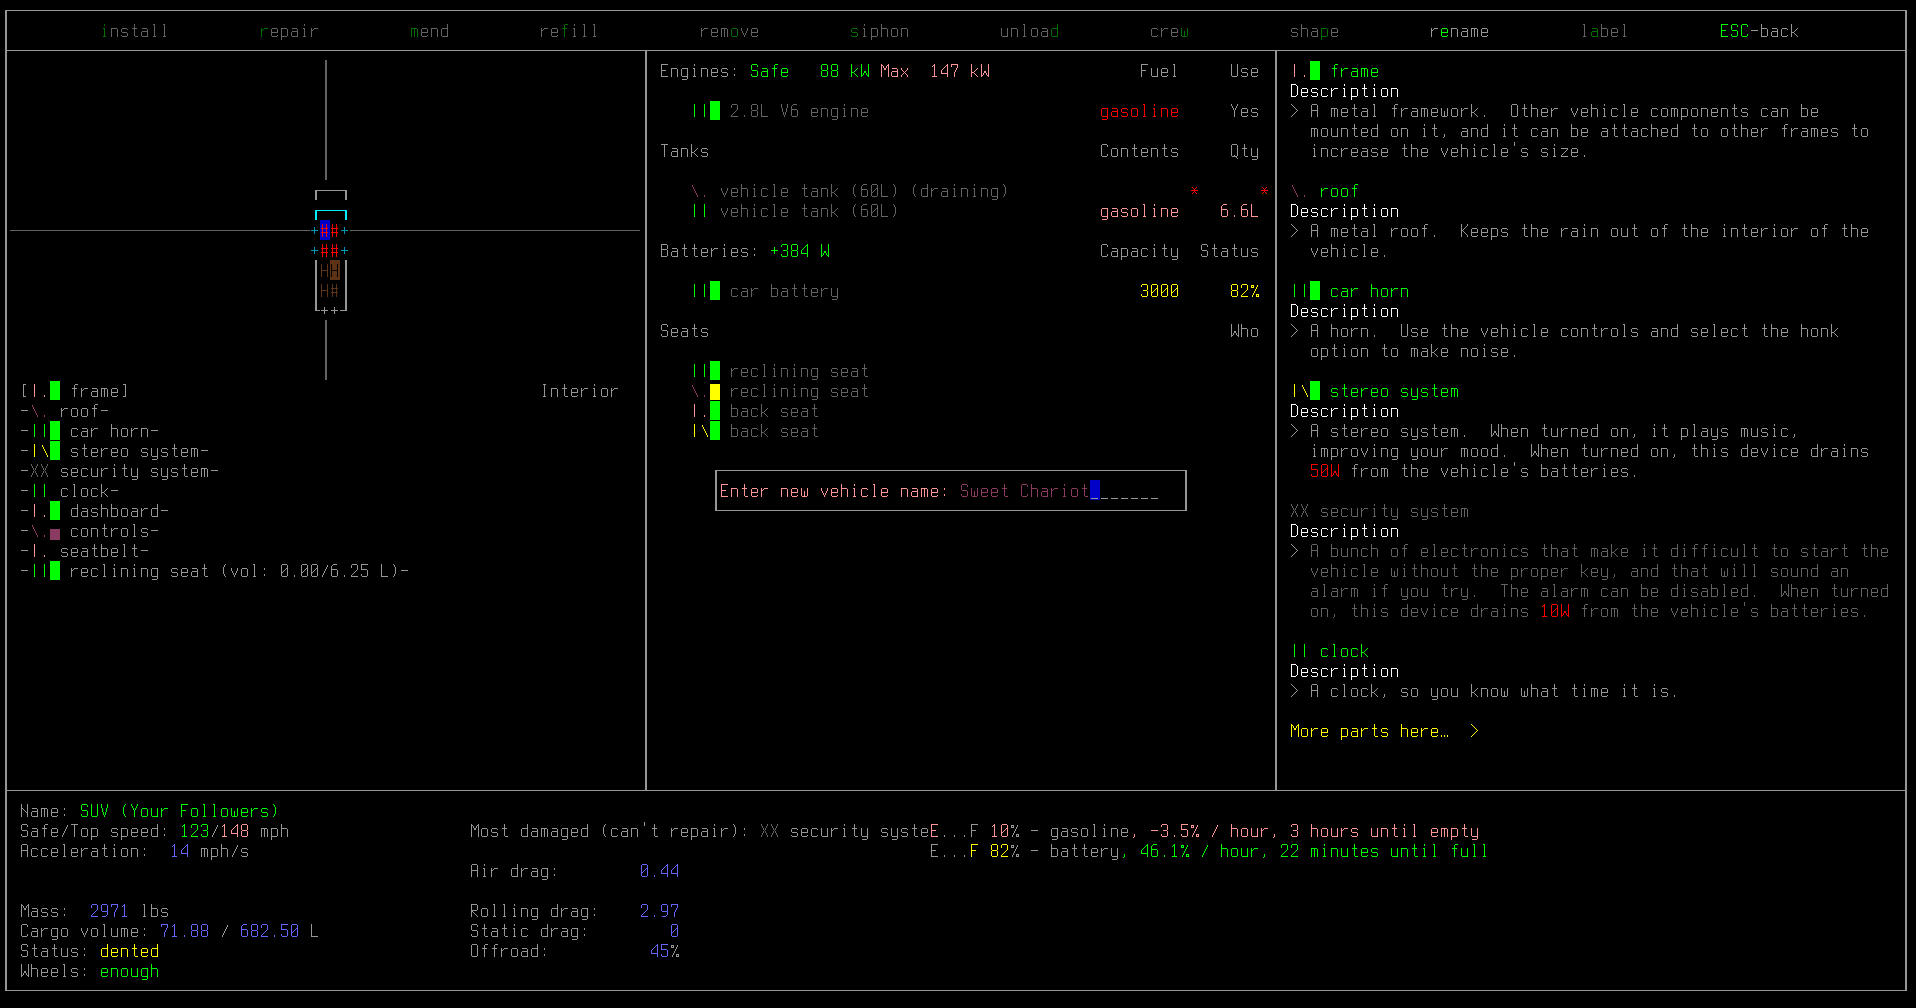 install repair mend refill remove siphon unload crew shape rename label ESC-back
[|. frame] Interior
-\. roof-
-|| car horn-
-|\ stereo system-
-XX security system-
-|| clock-
-|. dashboard-
-\. controls-
-|. seatbelt-
-|| reclining seat (vol: 0.00/6.25 L)-
Engines: Safe 88 kW Max 147 kW Fuel Use
|| 2.8L V6 engine gasoline Yes
Tanks Contents Qty
\. vehicle tank (60L) (draining) * *
|| vehicle tank (60L) gasoline 6.6L
Batteries: +384 W Capacity Status
|| car battery 3000 82%
Seats Who
|| reclining seat
\. reclining seat
|. back seat
|\ back seat
Enter new vehicle name: Sweet Chariot_______
|. frame
Description
> A metal framework. Other vehicle components can be
mounted on it, and it can be attached to other frames to
increase the vehicle's size.
\. roof
Description
> A metal roof. Keeps the rain out of the interior of the
vehicle.
|| car horn
Description
> A horn. Use the vehicle controls and select the honk
option to make noise.
|\ stereo system
Description
> A stereo system. When turned on, it plays music,
improving your mood. When turned on, this device drains
50W from the vehicle's batteries.
XX security system
Description
> A bunch of electronics that make it difficult to start the
vehicle without the proper key, and that will sound an
alarm if you try. The alarm can be disabled. When turned
on, this device drains 10W from the vehicle's batteries.
|| clock
Description
> A clock, so you know what time it is.
More parts here… >
Name: SUV (Your Followers)
Safe/Top speed: 123/148 mph Most damaged (can't repair): XX security systeE...F 10% - gasoline, -3.5% / hour, 3 hours until empty
Acceleration: 14 mph/s E...F 82% - battery, 46.1% / hour, 22 minutes until full
Air drag: 0.44
Mass: 2971 lbs Rolling drag: 2.97
Cargo volume: 71.88 / 682.50 L Static drag: 0
Status: dented Offroad: 45%
Wheels: enough